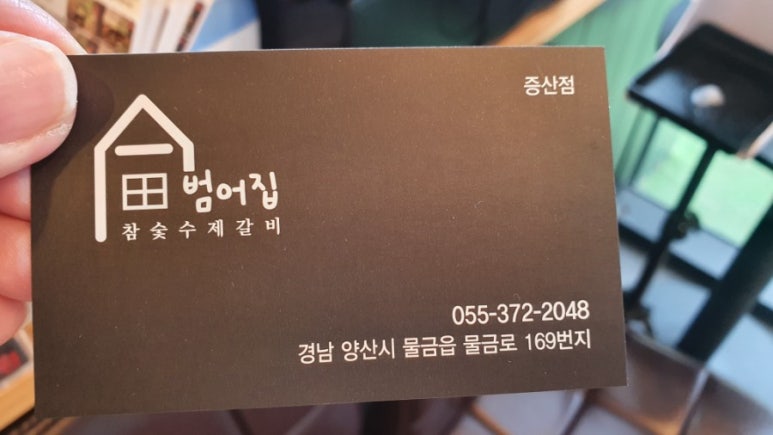 증산점
범어집
참숯수제갈비
055-372-2048
경남 양산시 물금읍 물금로 169번지